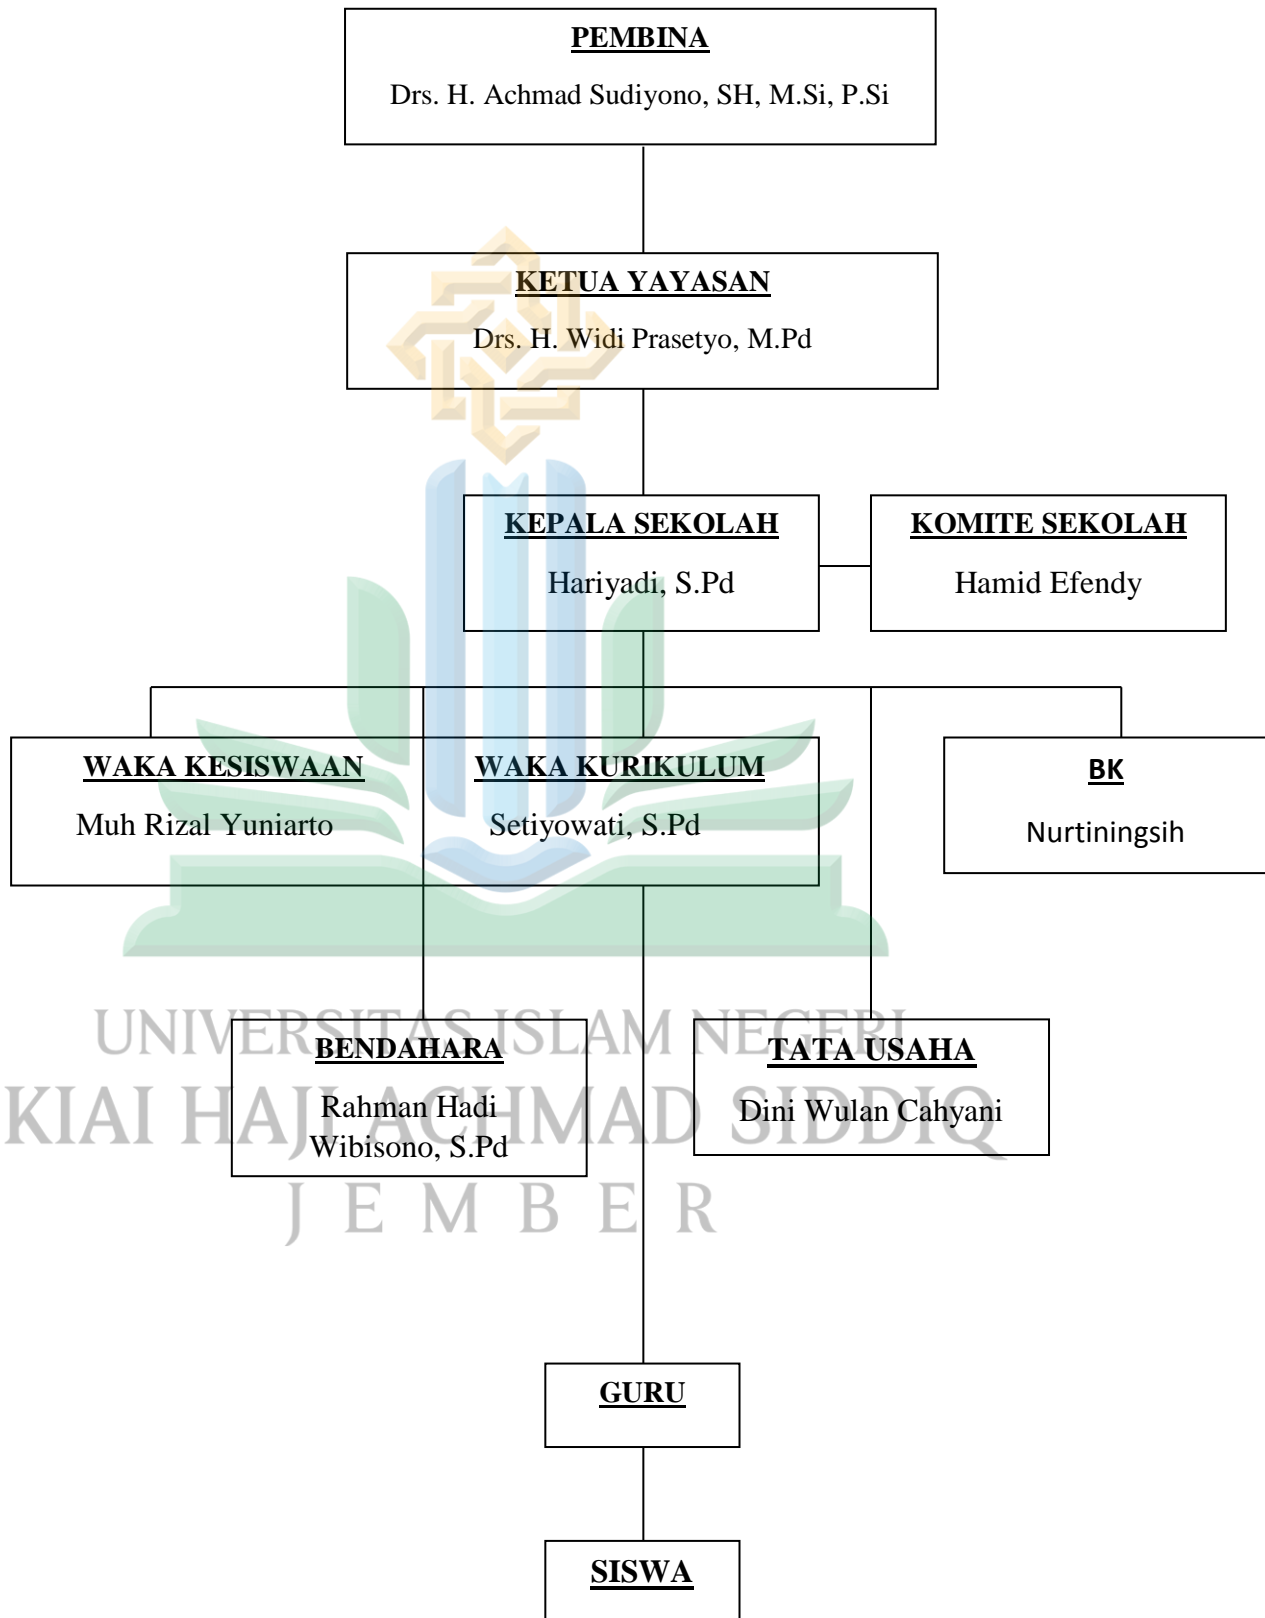 PEMBINA
Drs. H. Achmad Sudiyono, SH, M.Si, P.Si
KETUA YAYASAN
Drs. H. Widi Prasetyo, M.Pd
KEPALA SEKOLAH
Hariyadi, S.Pd
KOMITE SEKOLAH
Hamid Efendy
WAKA KESISWAAN
Muh Rizal Yuniarto
WAKA KURIKULUM
Setiyowati, S.Pd
BK
Nurtiningsih
UNIVERSITAS ISLAM NEGERI
KIAI HAJI ACHMAD SIDDIQ
JEMBER
BENDAHARA
Rahman Hadi
Wibisono, S.Pd
TATA USAHA
Dini Wulan Cahyani
GURU
SISWA